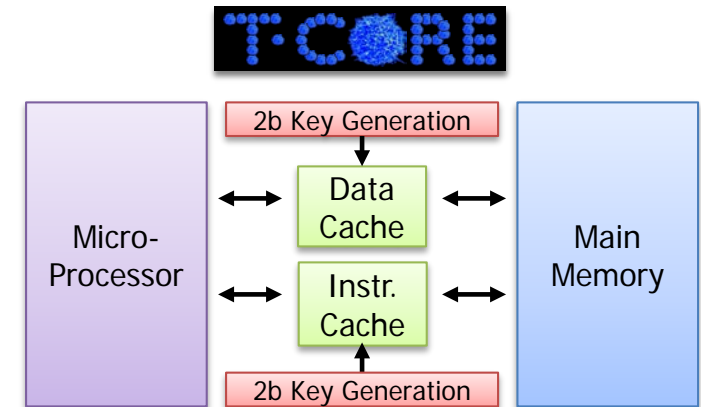 T-CORE
2b Key Generation
Micro-
Processor
Data
Cache
Main
Memory
Instr.
Cache
2b Key Generation